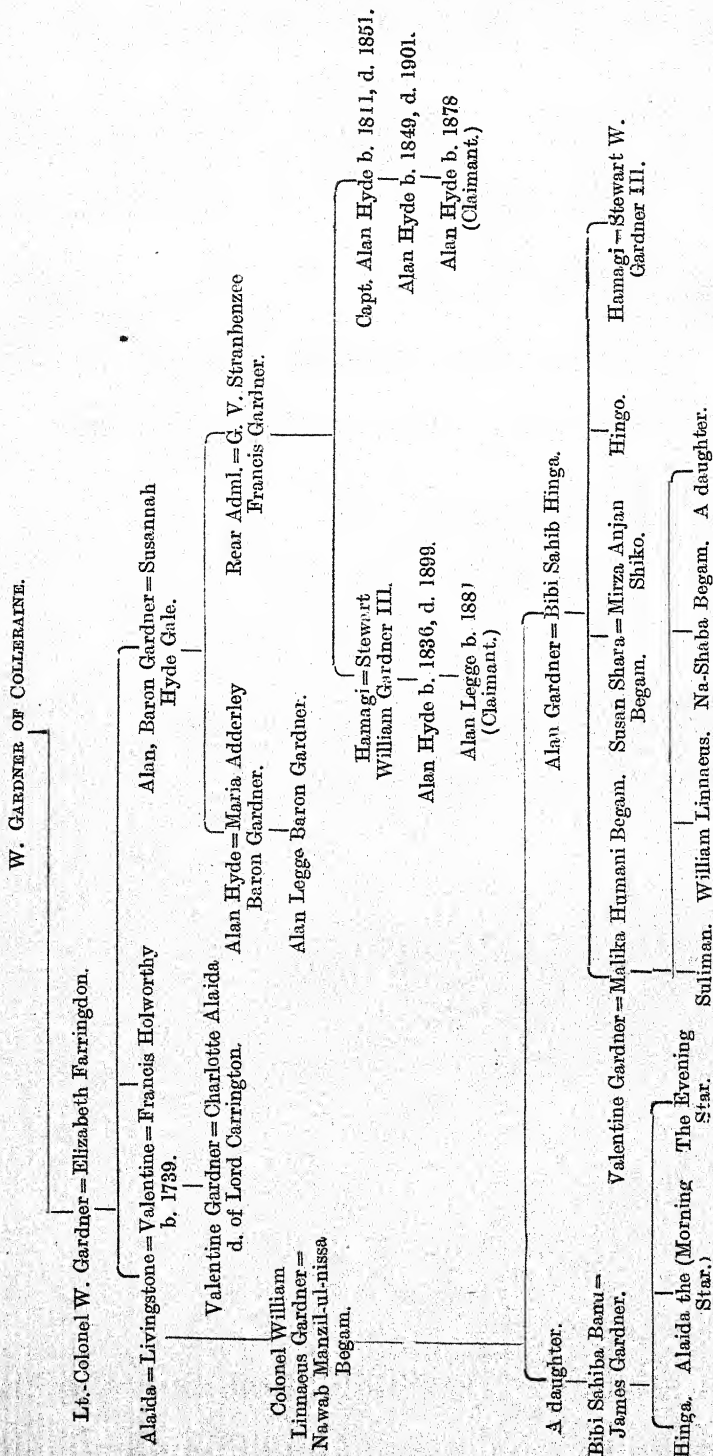 W. GARDNER OF COLLERAINE.
Lt.-Colonel W. Gardner=Elizabeth Farringdon.
Alaida=Livingstone=Valentine=Francis Holworthy
b. 1739.
Alan, Baron Gardner=Susannah
Hyde Gale.
Valentine Gardner=Charlotte Alaida
d. of Lord Carrington.
Alan Hyde=Maria Adderley
Baron Gardner.
Rear Adml.=G. V. Stranbenzee
Francis Gardner.
Alan Legge Baron Gardner.
Colonel William
Linnaeus Gardner=
Nawab Manzil-ul-nissa
Begam.
Hamagi=Stewart
William Gardner III.
Alan Hyde b. 1836, d. 1899.
Alan Legge b. 1881
(Claimant.)
Capt. Alan Hyde b. 1811, d. 1851.
Alan Hyde b. 1849, d. 1901.
Alan Hyde b. 1878
(Claimant.)
A daughter.
Alan Gardner=Bibi Sahib Hinga.
Bibi Sahiba Banu=
James Gardner.
Valentine Gardner=Malika Humani Begam.
Susan Shara=Mirza Anjan
Begam. Shiko.
Hingo.
Hamagi=Stewart W.
Gardner III.
Hinga. Alaida the (Morning The Evening
Star.) Star.
Suliman. William Linnaeus. Na-Shaba Begam. A daughter.